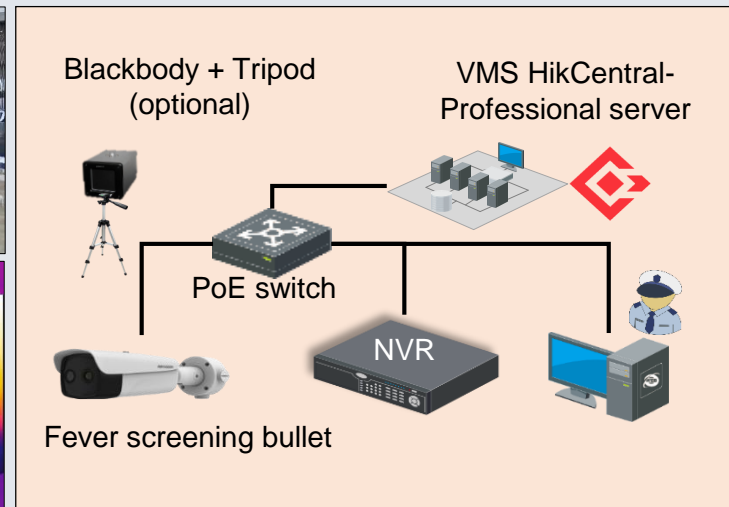 Blackbody + Tripod
(optional)
VMS HikCentral-
Professional server
PoE switch
NVR
Fever screening bullet